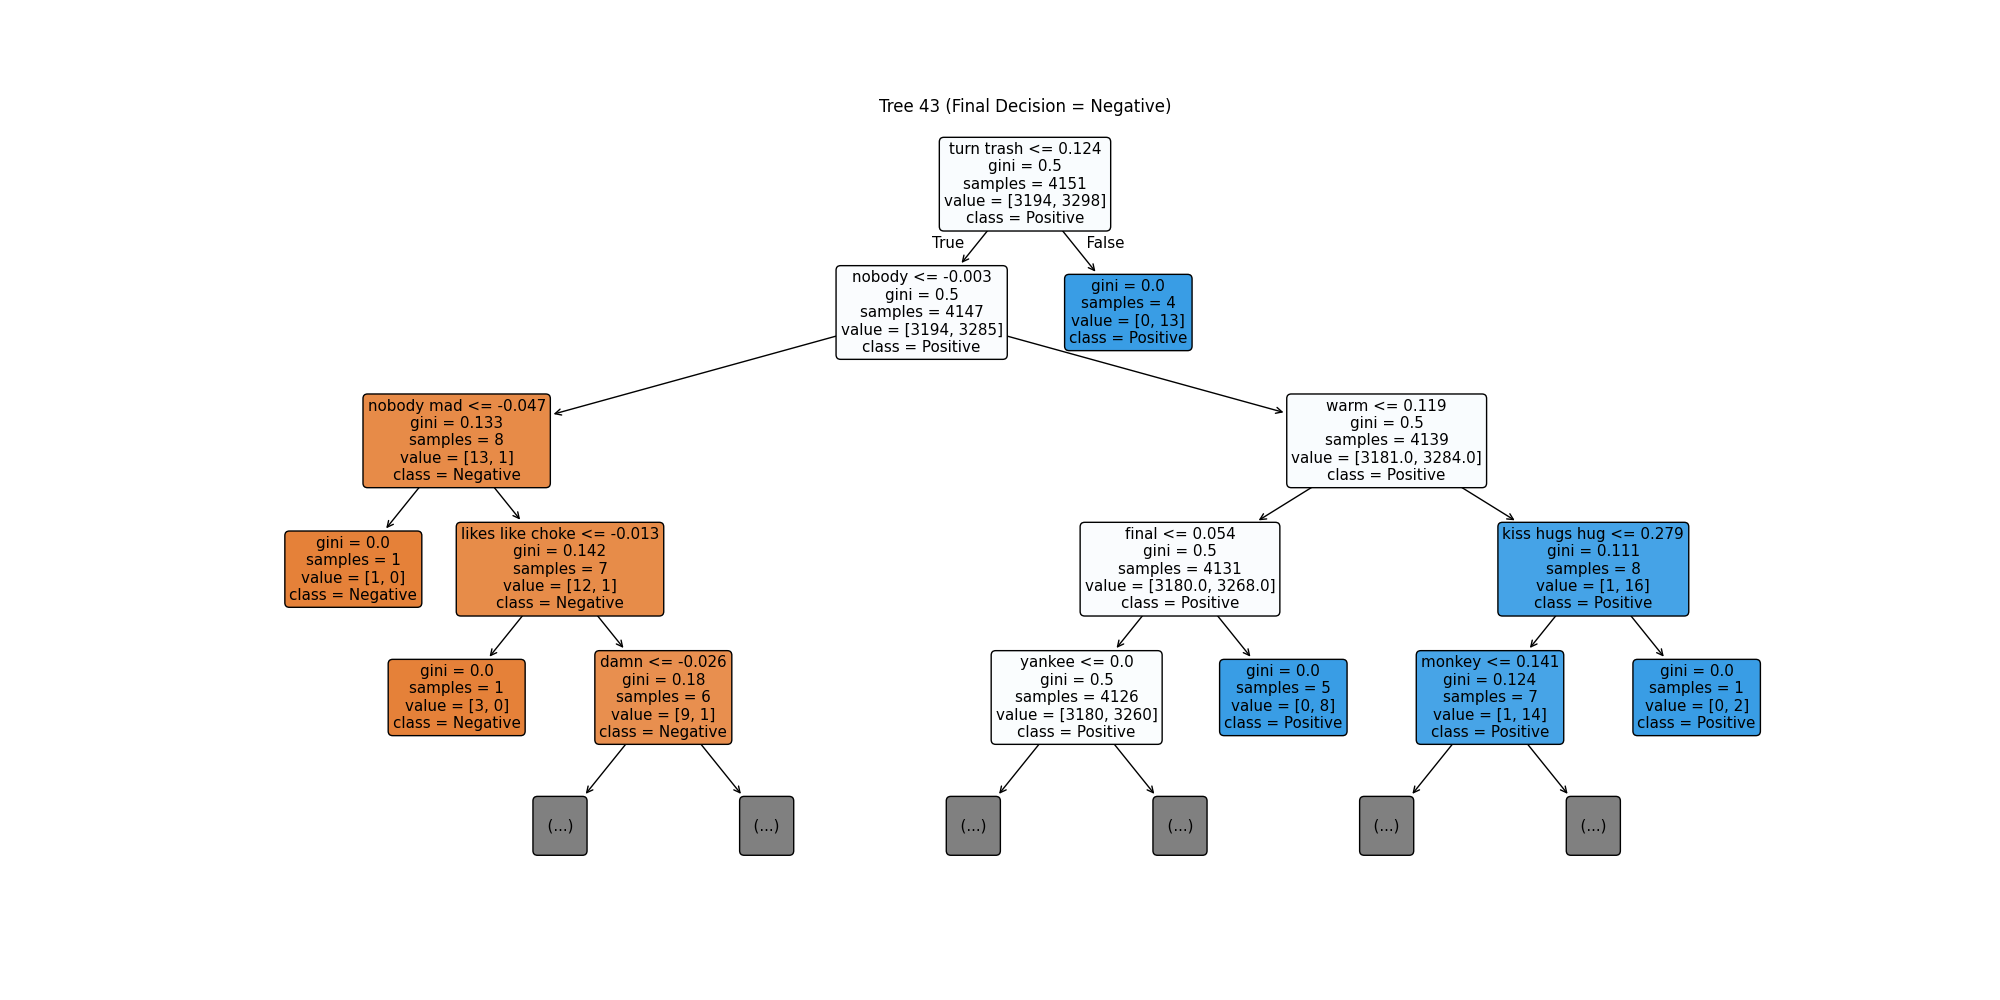 Tree 43 (Final Decision = Negative)
turn trash <= 0.124
gini = 0.5
samples = 4151
value = [3194, 3298]
class = Positive
True
False
nobody <= -0.003
gini = 0.5
samples = 4147
value = [3194, 3285]
class = Positive
gini = 0.0
samples = 4
value = [0, 13]
class = Positive
nobody mad <= -0.047
gini = 0.133
samples = 8
value = [13, 1]
class = Negative
warm <= 0.119
gini = 0.5
samples = 4139
value = [3181.0, 3284.0]
class = Positive
gini = 0.0
samples = 1
value = [1, 0]
class = Negative
likes like choke <= -0.013
gini = 0.142
samples = 7
value = [12, 1]
class = Negative
final <= 0.054
gini = 0.5
samples = 4131
value = [3180.0, 3268.0]
class = Positive
kiss hugs hug <= 0.279
gini = 0.111
samples = 8
value = [1, 16]
class = Positive
gini = 0.0
samples = 1
value = [3, 0]
class = Negative
damn <= -0.026
gini = 0.18
samples = 6
value = [9, 1]
class = Negative
yankee <= 0.0
gini = 0.5
samples = 4126
value = [3180, 3260]
class = Positive
gini = 0.0
samples = 5
value = [0, 8]
class = Positive
monkey <= 0.141
gini = 0.124
samples = 7
value = [1, 14]
class = Positive
gini = 0.0
samples = 1
value = [0, 2]
class = Positive
(...)
(...)
(...)
(...)
(...)
(...)